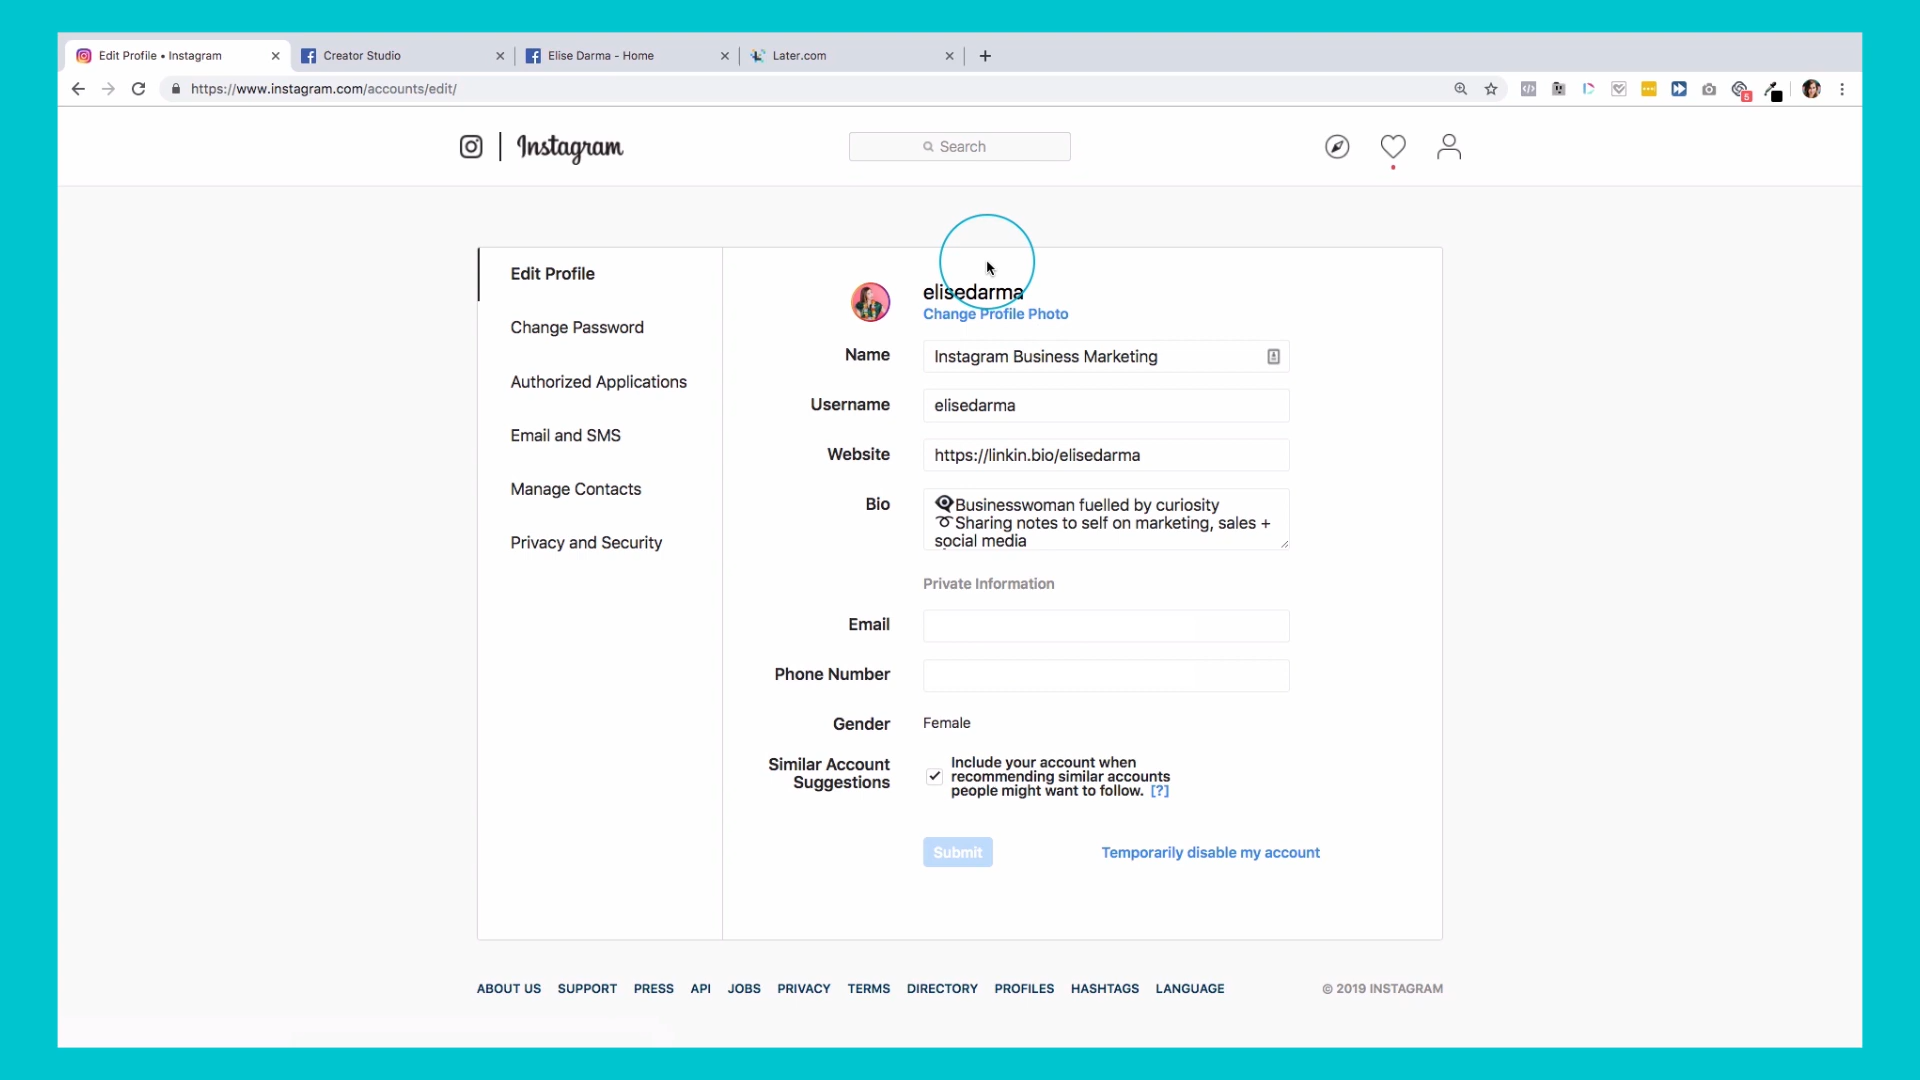 Edit Profile • Instagram
Creator Studio
Elise Darma - Home
Later.com
https://www.instagram.com/accounts/edit/
5
Instagram
Search
Edit Profile
Change Password
Authorized Applications
Email and SMS
Manage Contacts
Privacy and Security
elisedarma
Change Profile Photo
Name
Instagram Business Marketing
Username
elisedarma
Website
https://linkin.bio/elisedarma
Bio
Businesswoman fuelled by curiosity
➰Sharing notes to self on marketing, sales +
social media
Private Information
Email
Phone Number
Gender
Female
Similar Account
Suggestions
Include your account when
recommending similar accounts
people might want to follow. [?]
Submit
Temporarily disable my account
ABOUT US SUPPORT PRESS API JOBS PRIVACY TERMS DIRECTORY PROFILES HASHTAGS LANGUAGE
© 2019 INSTAGRAM